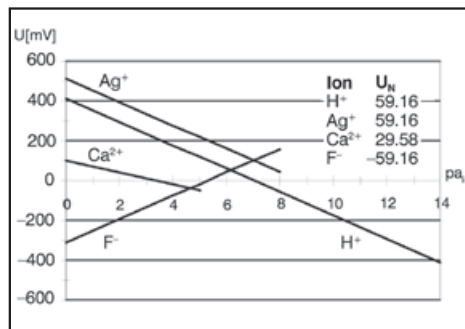 U[mV]
600
400
200
0
−200
−400
−600
Ag⁺
Ca²⁺
F⁻
H⁺
Ion U_N
H⁺ 59.16
Ag⁺ 59.16
Ca²⁺ 29.58
F⁻ −59.16
0 2 4 6 8 10 12 14
pa_i